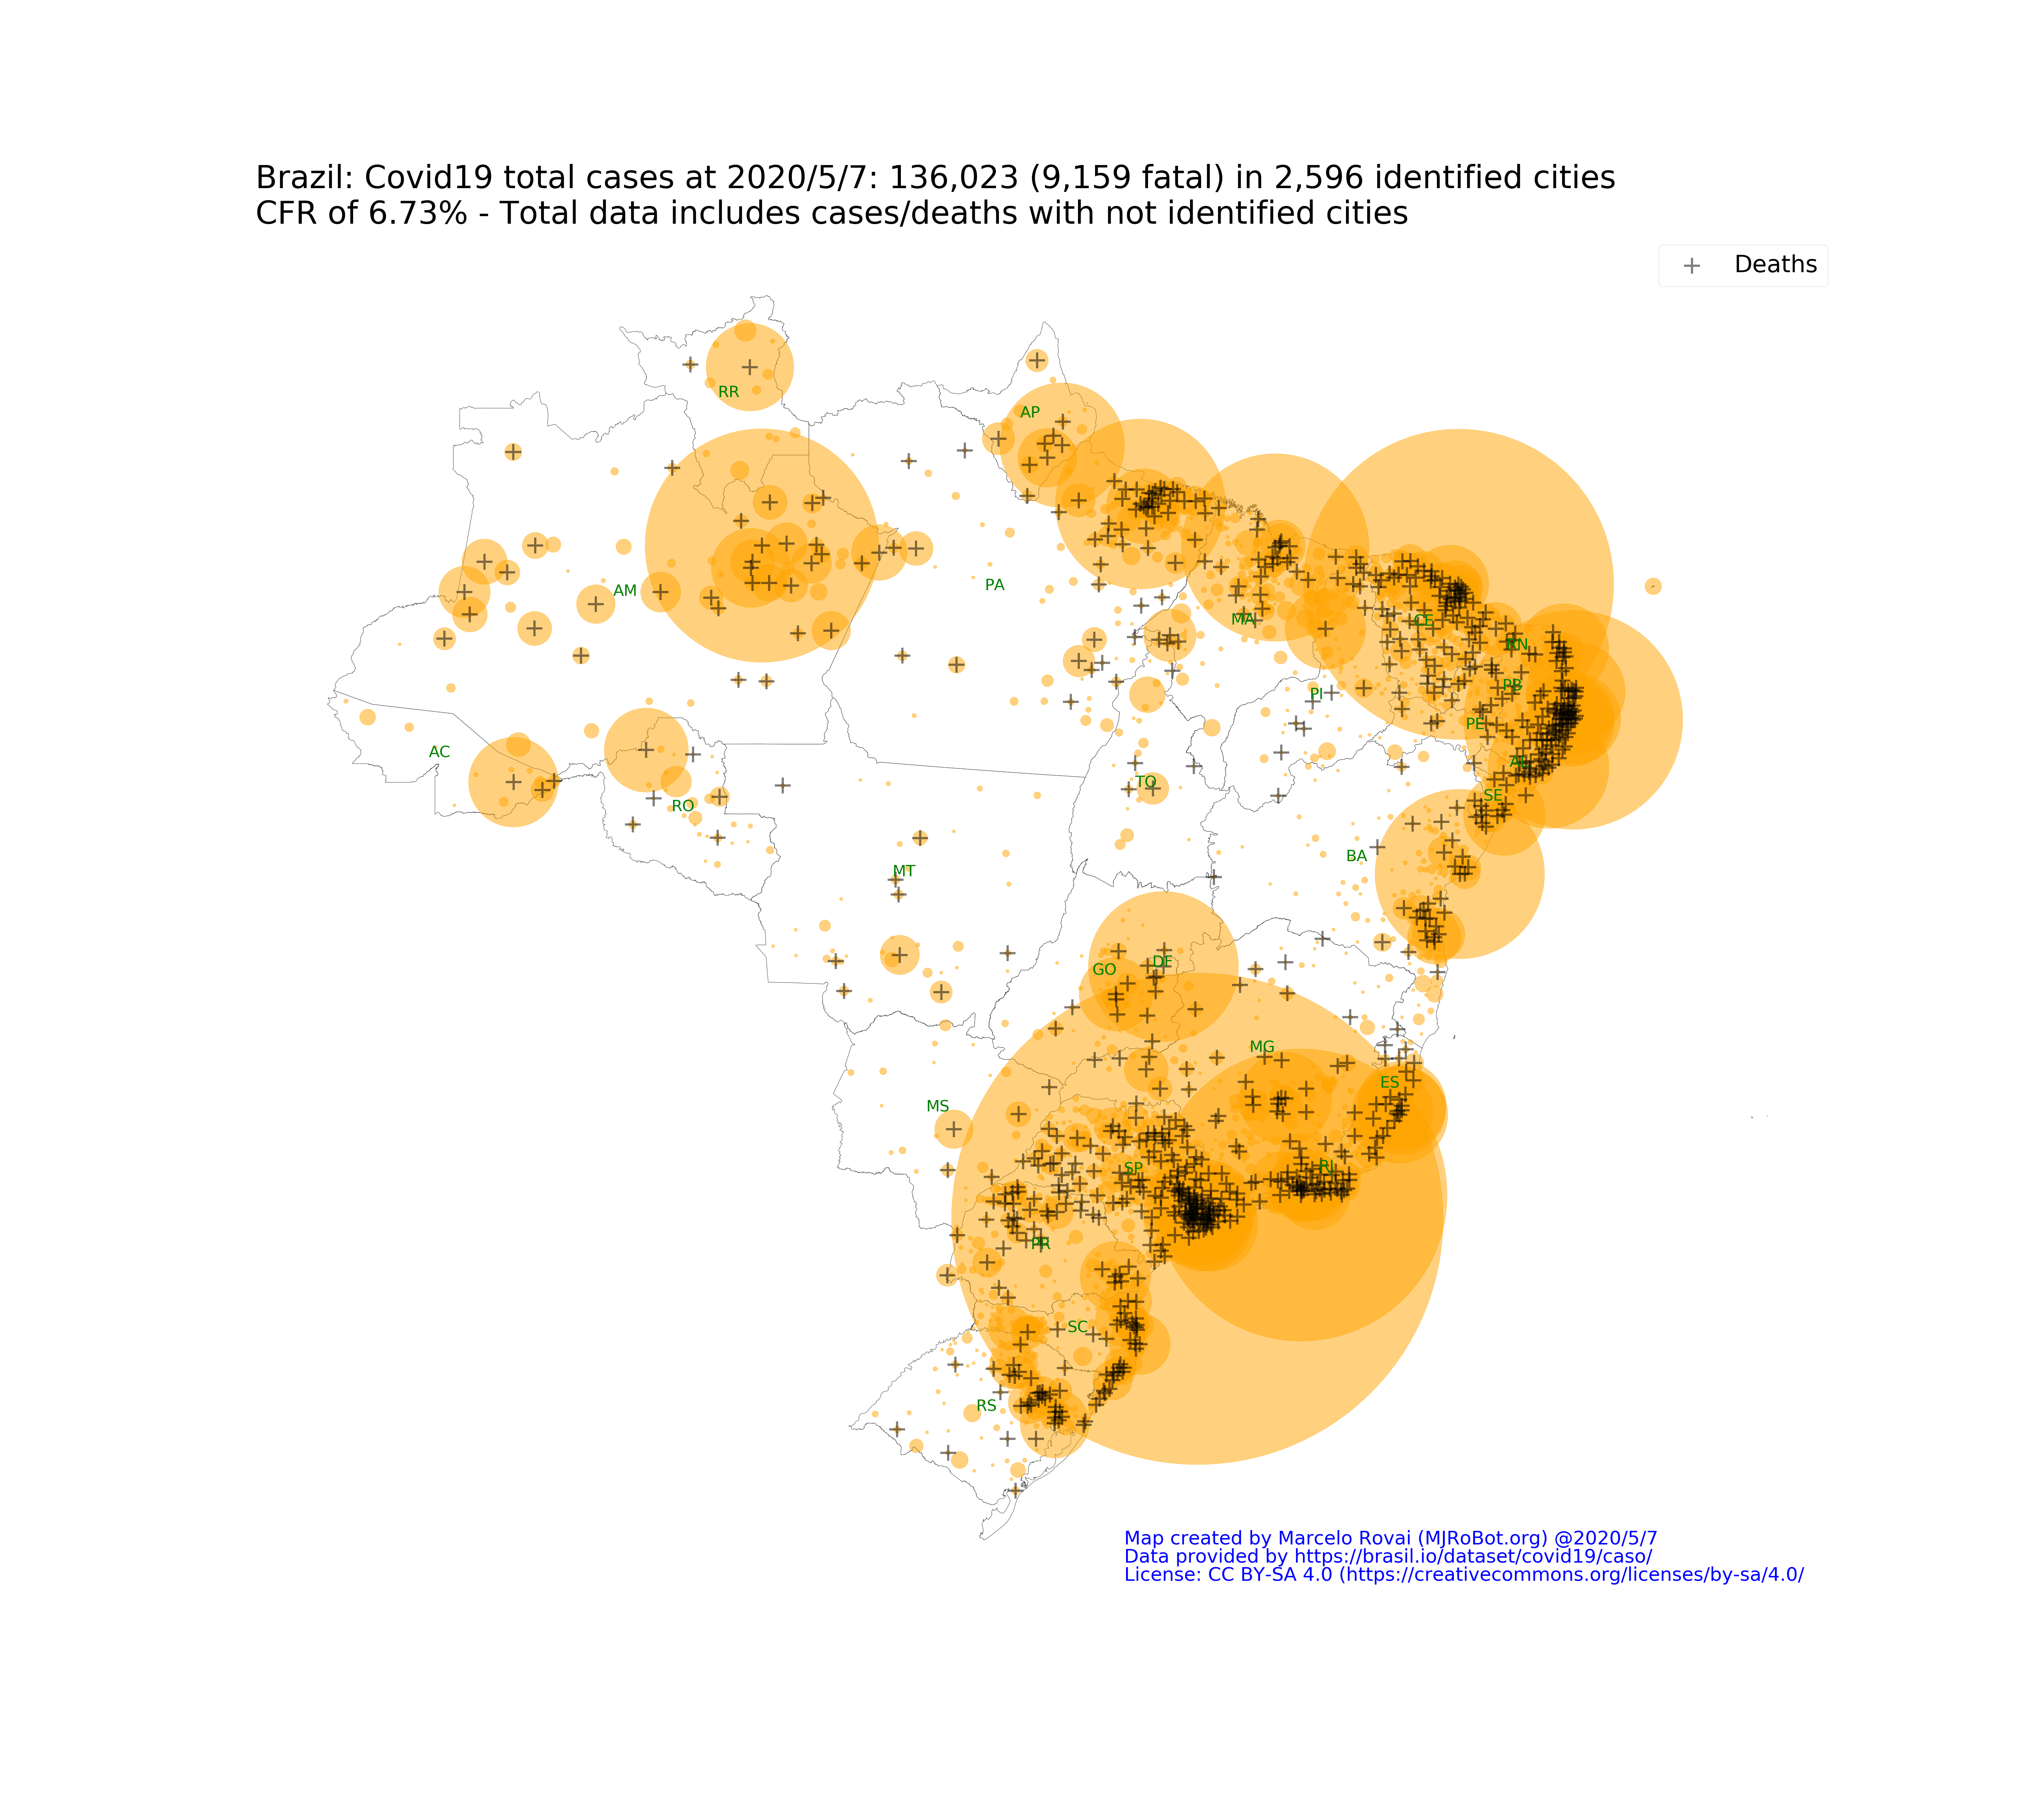 Brazil: Covid19 total cases at 2020/5/7: 136,023 (9,159 fatal) in 2,596 identified cities
CFR of 6.73% - Total data includes cases/deaths with not identified cities
Deaths
RR
AP
AM
PA
MA
CE
RN
PI
PB
PE
AC
AL
TO
SE
RO
BA
MT
DF
GO
MG
ES
MS
RJ
SP
PR
SC
RS
Map created by Marcelo Rovai (MJRoBot.org) @2020/5/7
Data provided by https://brasil.io/dataset/covid19/caso/
License: CC BY-SA 4.0 (https://creativecommons.org/licenses/by-sa/4.0/